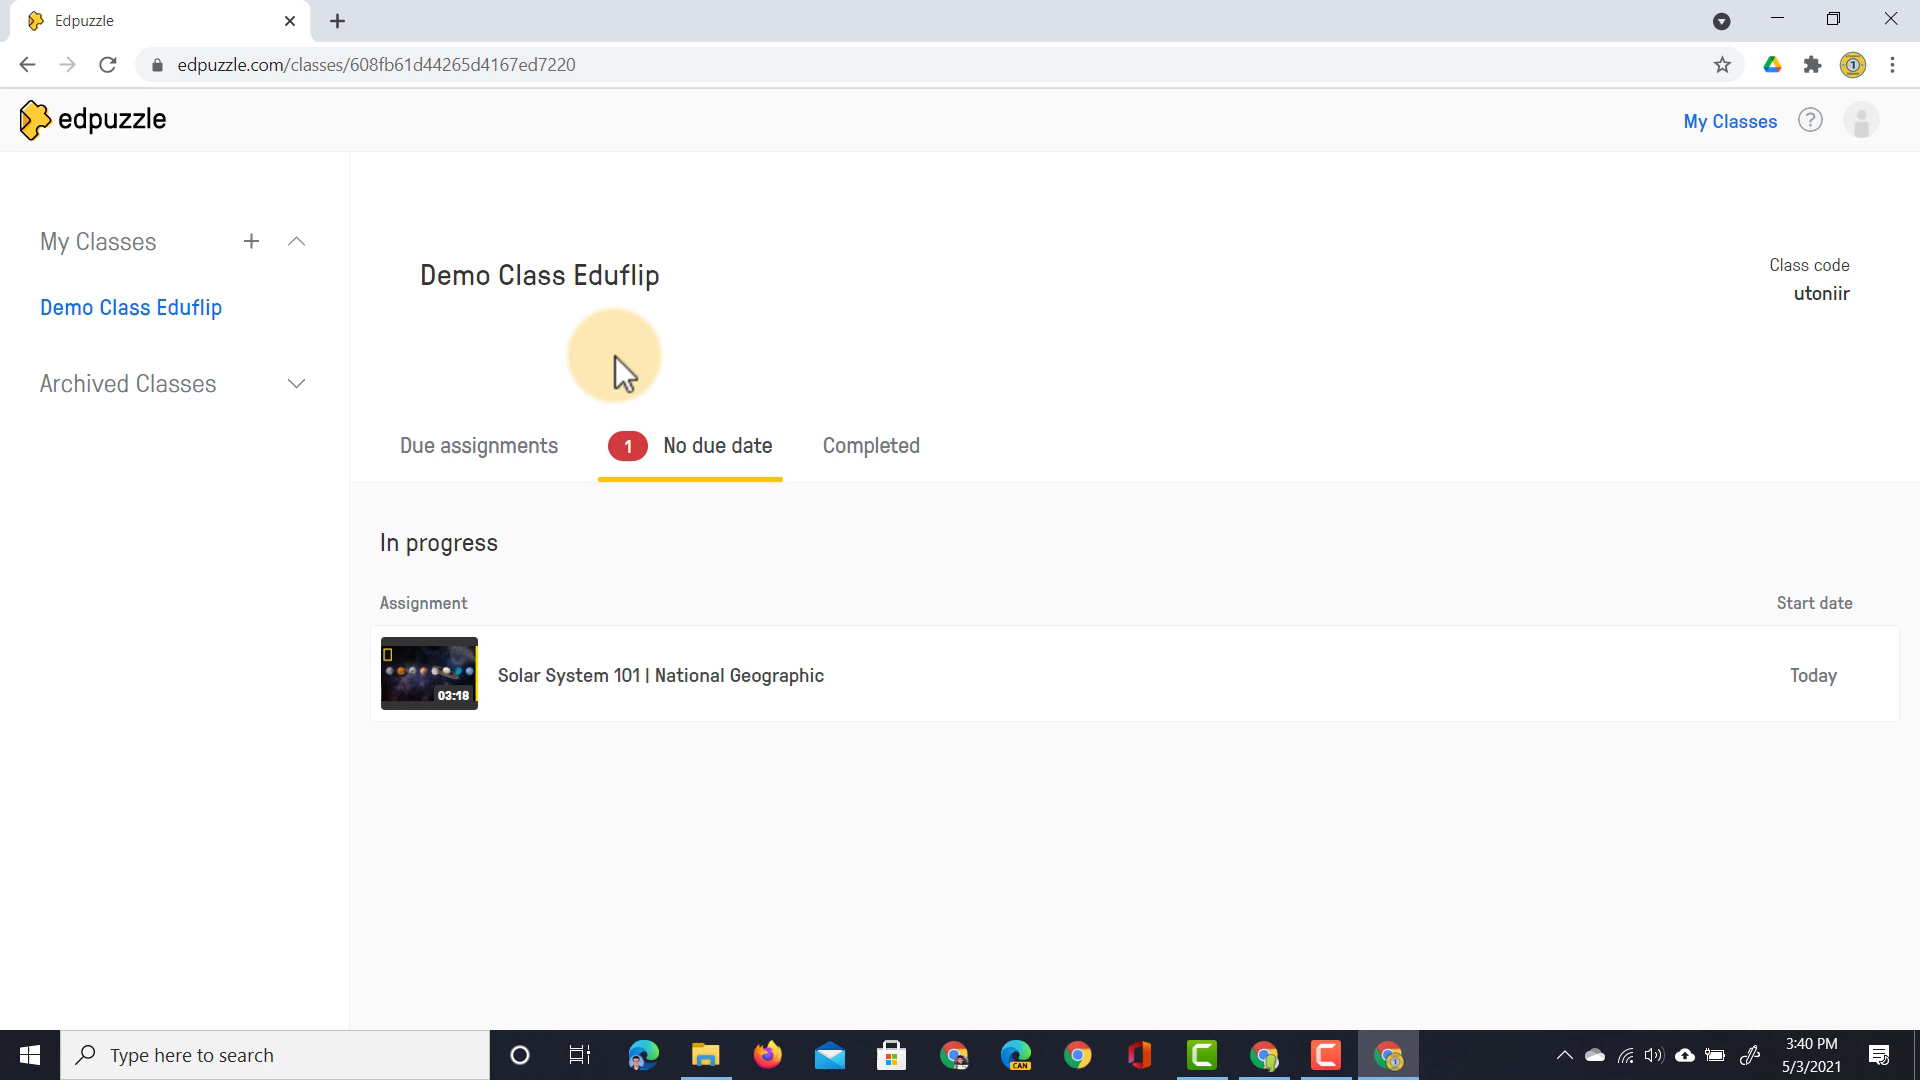 Edpuzzle
edpuzzle.com/classes/608fb61d44265d4167ed7220
edpuzzle
My Classes
?
My Classes
Demo Class Eduflip
Archived Classes
Demo Class Eduflip
Class code
utoniir
Due assignments
1 No due date
Completed
In progress
Assignment
Start date
03:18
Solar System 101 | National Geographic
Today
Type here to search
CAN
3:40 PM
5/3/2021